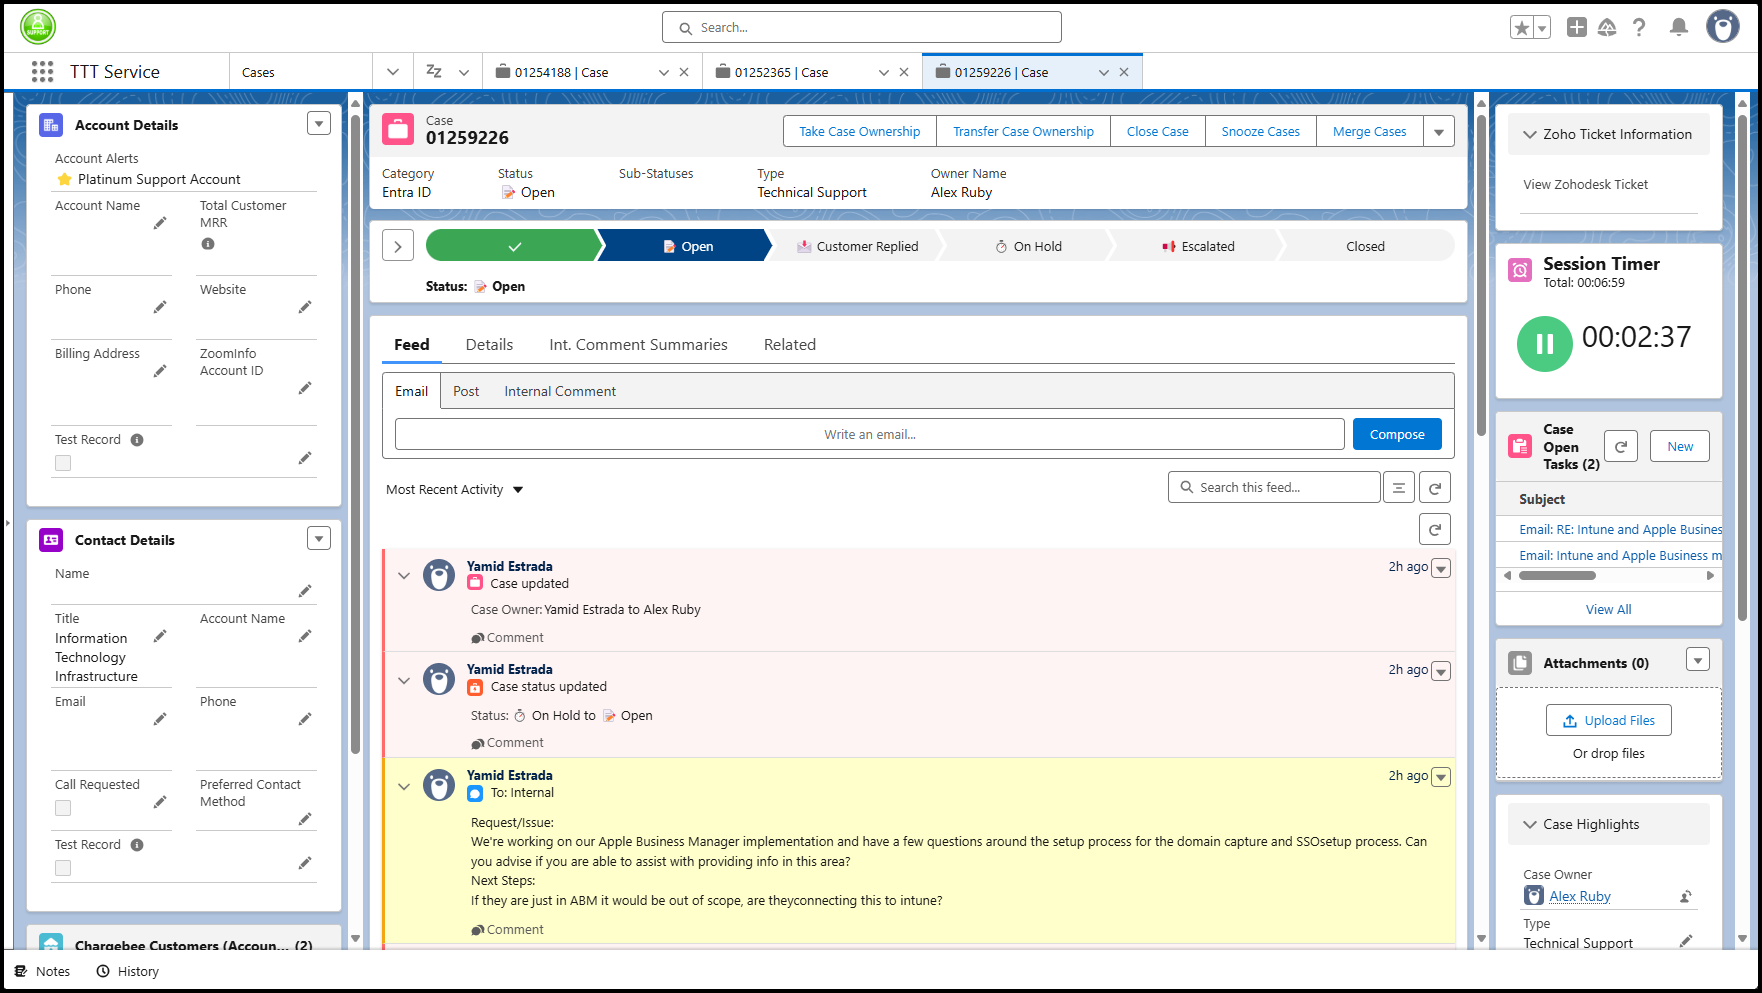 SUPPORT
Search...
TTT Service
Cases
01254188 | Case
01252365 | Case
01259226 | Case
Account Details
Account Alerts
Platinum Support Account
Account Name
Total Customer
MRR
Phone
Website
Billing Address
ZoomInfo
Account ID
Test Record
Contact Details
Name
Title
Information
Technology
Infrastructure
Account Name
Email
Phone
Call Requested
Preferred Contact
Method
Test Record
Chargebee Customers (Accoun... (2)
Case
01259226
Take Case Ownership
Transfer Case Ownership
Close Case
Snooze Cases
Merge Cases
Category
Entra ID
Status
Open
Sub-Statuses
Type
Technical Support
Owner Name
Alex Ruby
Open
Customer Replied
On Hold
Escalated
Closed
Status: Open
Feed
Details
Int. Comment Summaries
Related
Email
Post
Internal Comment
Write an email...
Compose
Most Recent Activity
Search this feed...
Yamid Estrada
2h ago
Case updated
Case Owner: Yamid Estrada to Alex Ruby
Comment
Yamid Estrada
2h ago
Case status updated
Status: On Hold to Open
Comment
Yamid Estrada
2h ago
To: Internal
Request/Issue:
We're working on our Apple Business Manager implementation and have a few questions around the setup process for the domain capture and SSOsetup process. Can
you advise if you are able to assist with providing info in this area?
Next Steps:
If they are just in ABM it would be out of scope, are theyconnecting this to intune?
Comment
Zoho Ticket Information
View Zohodesk Ticket
Session Timer
Total: 00:06:59
00:02:37
Case
Open
Tasks (2)
New
Subject
Email: RE: Intune and Apple Busines
Email: Intune and Apple Business m
View All
Attachments (0)
Upload Files
Or drop files
Case Highlights
Case Owner
Alex Ruby
Type
Technical Support
Notes
History